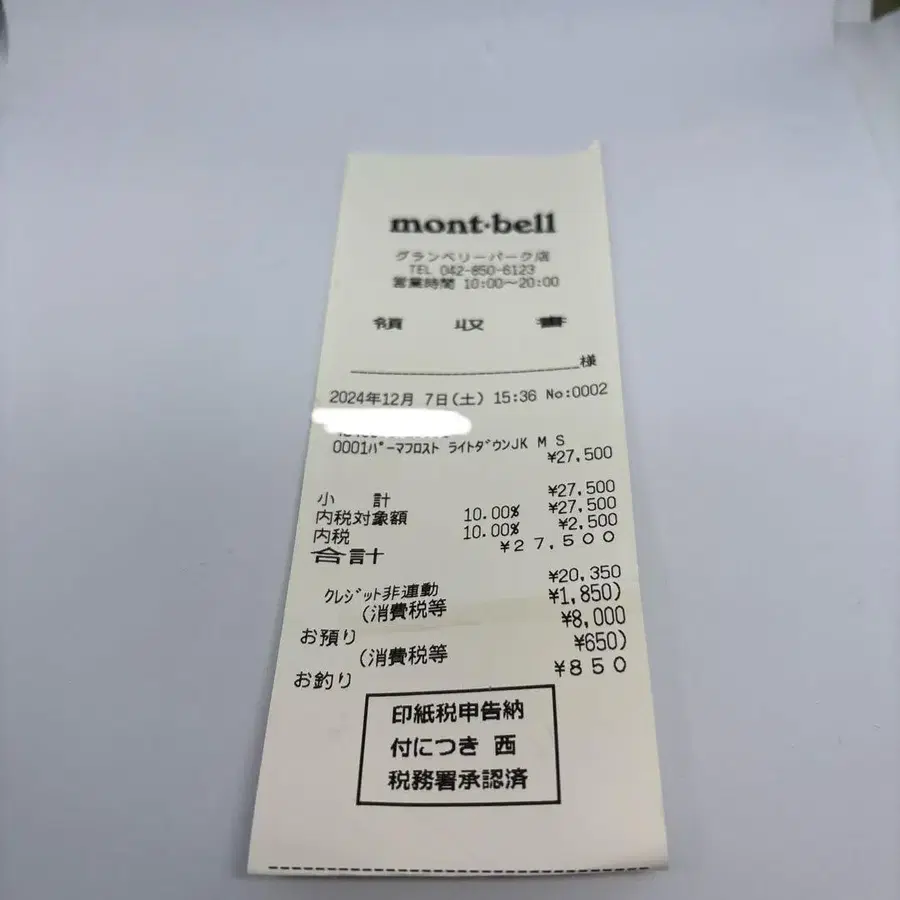 mont·bell
グランベリーパーク店
TEL 042-850-6123
営業時間 10:00～20:00
領 収 書
様
2024年12月 7日(土) 15:36 No:0002
0001パーマフロスト ライトダウンJK M S
¥27,500
小 計 ¥27,500
内税対象額 10.00% ¥27,500
内税 10.00% ¥2,500
合計 ¥27,500
クレジット非連動 ¥20,350
(消費税等 ¥1,850)
お預り ¥8,000
(消費税等 ¥650)
お釣り ¥850
印紙税申告納
付につき 西
税務署承認済